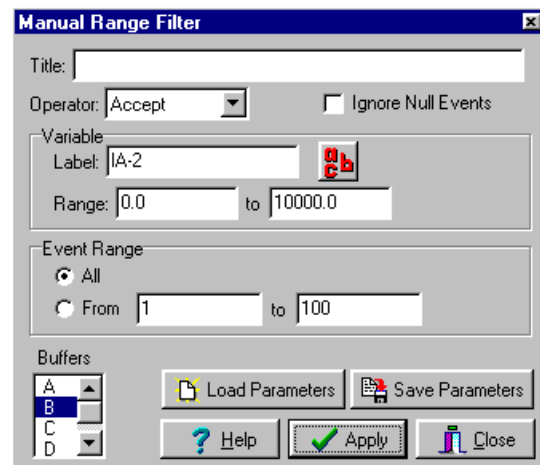 Manual Range Filter
Title:
Operator: Accept Ignore Null Events
Variable
Label: IA-2 a b c
Range: 0.0 to 10000.0
Event Range
All
From 1 to 100
Buffers
A
B
C
D
Load Parameters Save Parameters
? Help Apply Close